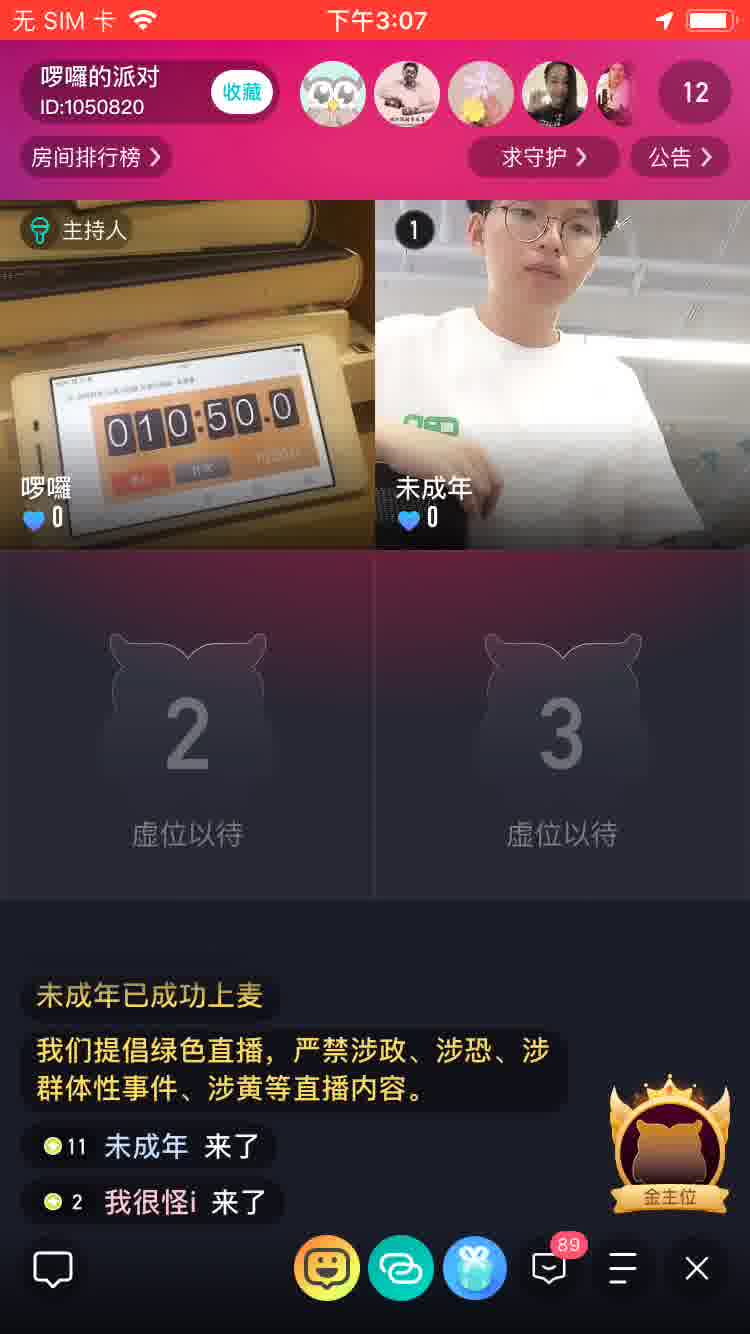 无 SIM 卡
下午3:07
啰囉的派对
ID:1050820
收藏
12
房间排行榜
求守护
公告
主持人
1
010:50.0
啰囉
0
未成年
0
2
虚位以待
3
虚位以待
未成年已成功上麦
我们提倡绿色直播，严禁涉政、涉恐、涉
群体性事件、涉黄等直播内容。
11 未成年 来了
2 我很怪i 来了
金主位
89